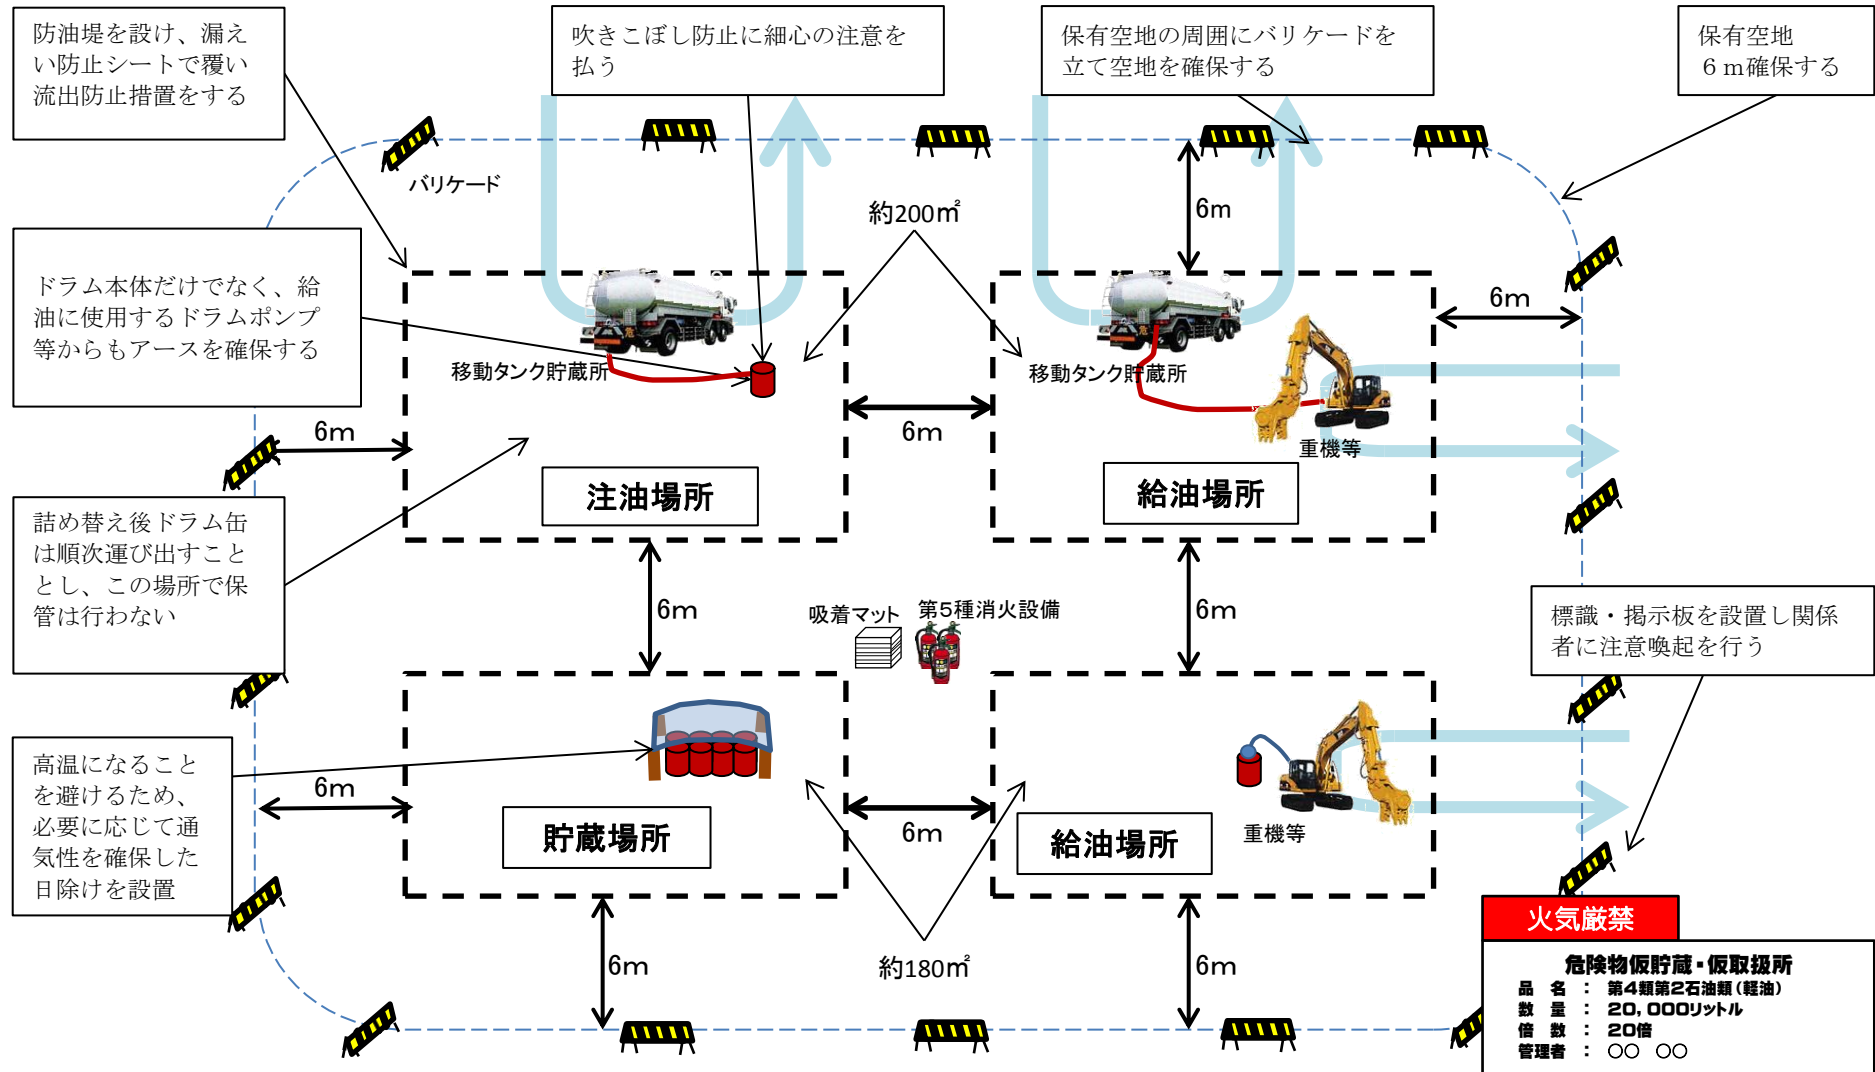 防油堤を設け、漏え
い防止シートで覆い
流出防止措置をする
吹きこぼし防止に細心の注意を
払う
保有空地の周囲にバリケードを
立て空地を確保する
保有空地
６ｍ確保する
バリケード
約200㎡
6m
ドラム本体だけでなく、給
油に使用するドラムポンプ
等からもアースを確保する
移動タンク貯蔵所
移動タンク貯蔵所
6m
6m
6m
重機等
注油場所
給油場所
詰め替え後ドラム缶
は順次運び出すこと
とし、この場所で保
管は行わない
6m
吸着マット
第5種消火設備
6m
標識・掲示板を設置し関係
者に注意喚起を行う
高温になること
を避けるため、
必要に応じて通
気性を確保した
日除けを設置
6m
6m
重機等
貯蔵場所
給油場所
6m
約180㎡
6m
火気厳禁
危険物仮貯蔵・仮取扱所
品　名　：　第4類第2石油類（軽油）
数　量　：　20,000リットル
倍　数　：　20倍
管理者　：　○○　○○